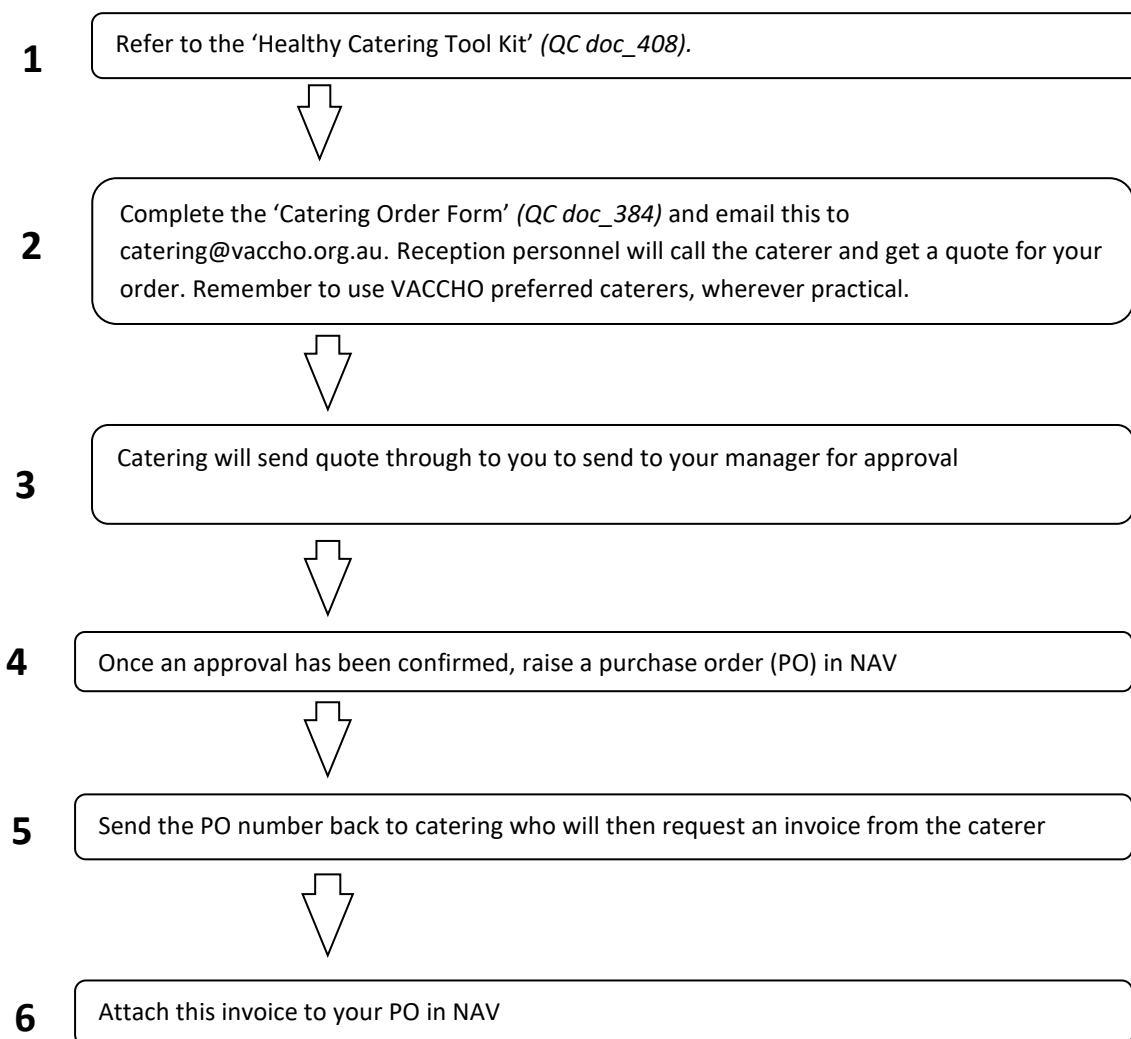 1
Refer to the ‘Healthy Catering Tool Kit’ (QC doc_408).
2
Complete the ‘Catering Order Form’ (QC doc_384) and email this to
catering@vaccho.org.au. Reception personnel will call the caterer and get a quote for your
order. Remember to use VACCHO preferred caterers, wherever practical.
3
Catering will send quote through to you to send to your manager for approval
4
Once an approval has been confirmed, raise a purchase order (PO) in NAV
5
Send the PO number back to catering who will then request an invoice from the caterer
6
Attach this invoice to your PO in NAV